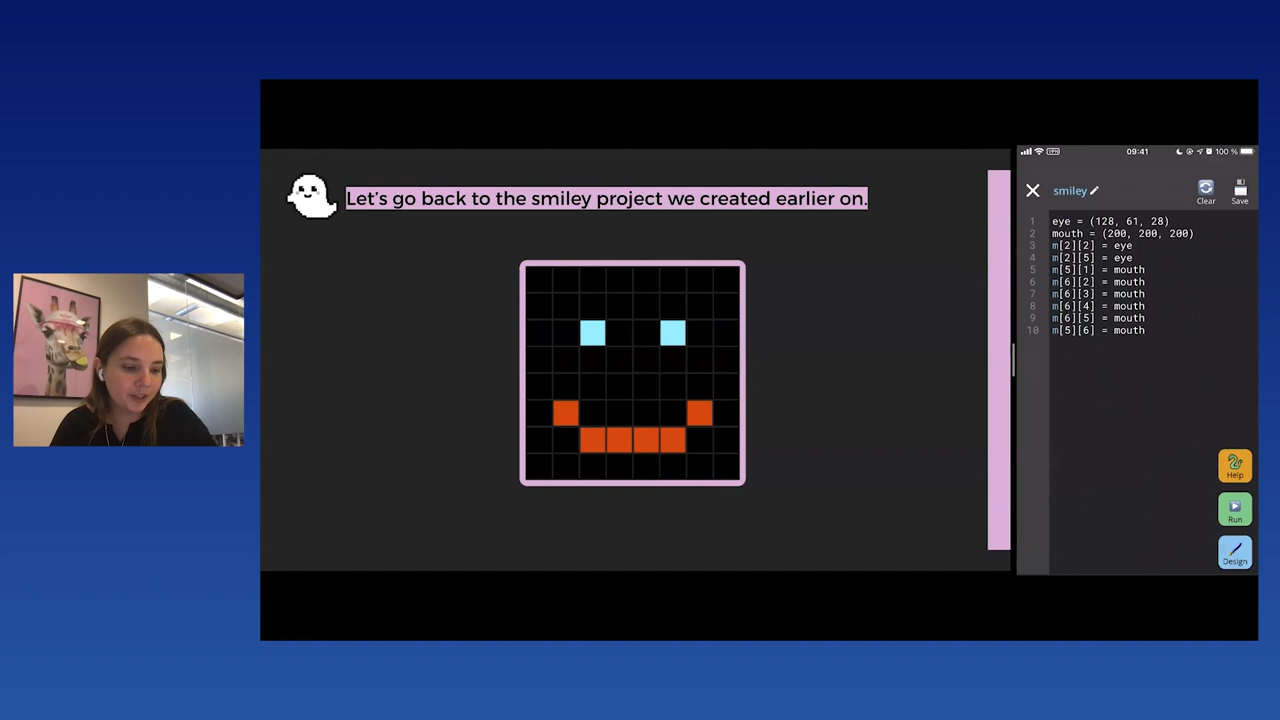 Let's go back to the smiley project we created earlier on.
VPN
09:41
100 %
smiley
Clear
Save
1 eye = (128, 61, 28)
2 mouth = (200, 200, 200)
3 m[2][2] = eye
4 m[2][5] = eye
5 m[5][1] = mouth
6 m[6][2] = mouth
7 m[6][3] = mouth
8 m[6][4] = mouth
9 m[6][5] = mouth
10 m[5][6] = mouth
Help
Run
Design